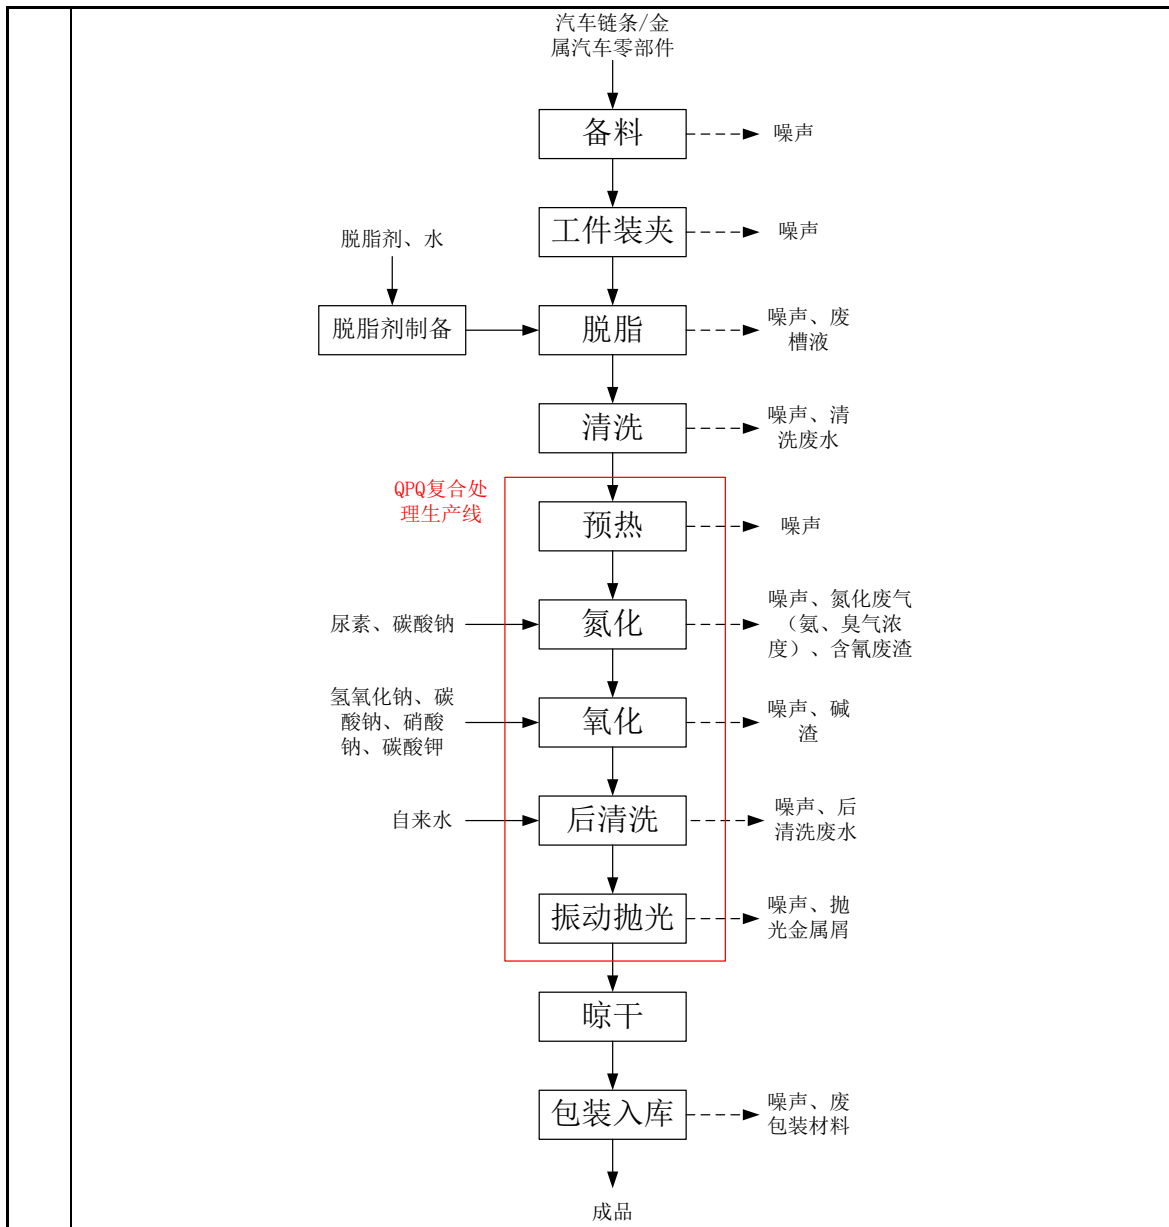 汽车链条/金
属汽车零部件
备料
噪声
工件装夹
噪声
脱脂剂、水
脱脂剂制备
脱脂
噪声、废
槽液
清洗
噪声、清
洗废水
QPQ复合处
理生产线
预热
噪声
尿素、碳酸钠
氮化
噪声、氮化废气
（氨、臭气浓
度）、含氰废渣
氢氧化钠、碳
酸钠、硝酸
钠、碳酸钾
氧化
噪声、碱
渣
自来水
后清洗
噪声、后
清洗废水
振动抛光
噪声、抛
光金属屑
晾干
包装入库
噪声、废
包装材料
成品